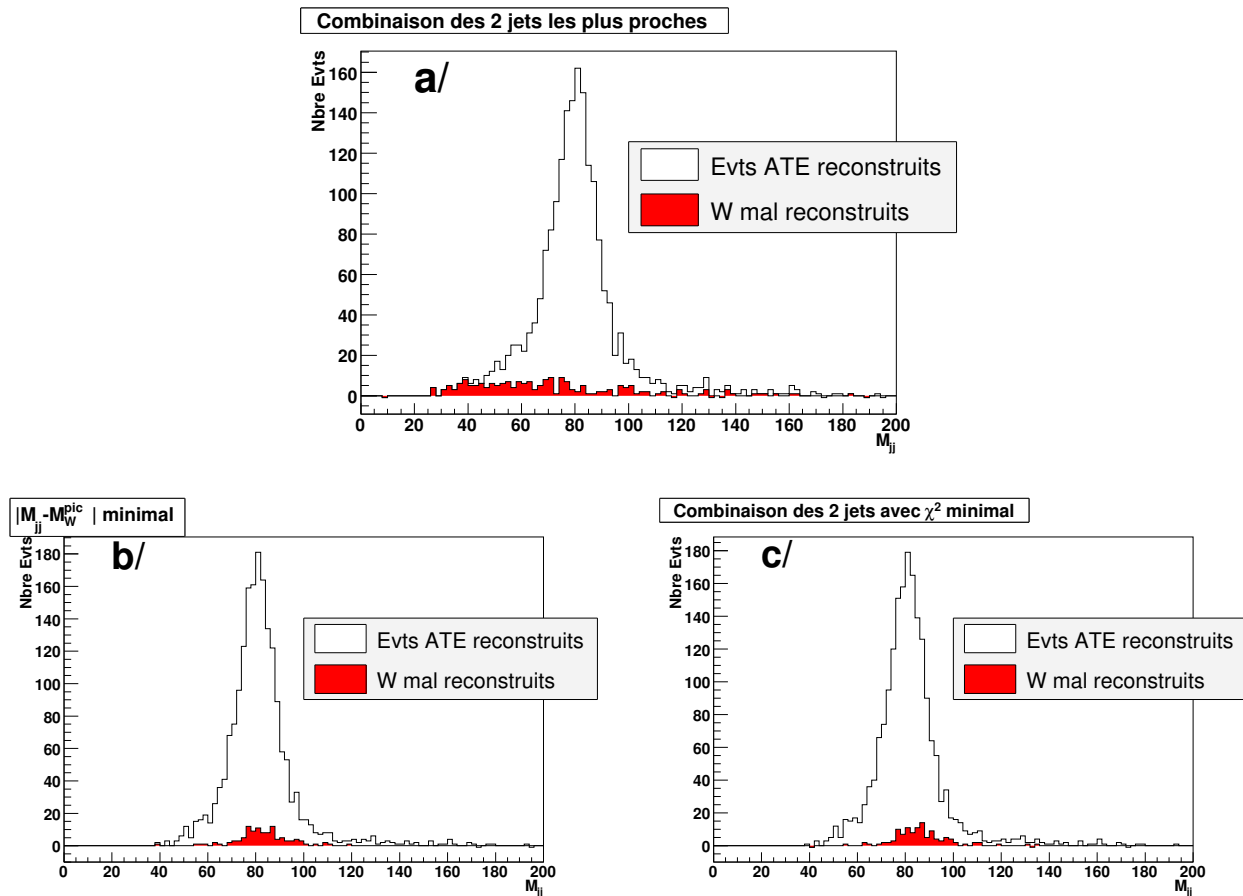 Combinaison des 2 jets les plus proches
a/
Nbre Evts
160
140
120
100
80
60
40
20
0
Evts ATE reconstruits
W mal reconstruits
0 20 40 60 80 100 120 140 160 180 200
M_jj
|M_jj-M_W^pic | minimal
b/
Nbre Evts
180
160
140
120
100
80
60
40
20
0
Evts ATE reconstruits
W mal reconstruits
0 20 40 60 80 100 120 140 160 180 200
M_jj
Combinaison des 2 jets avec χ² minimal
c/
Nbre Evts
180
160
140
120
100
80
60
40
20
0
Evts ATE reconstruits
W mal reconstruits
0 20 40 60 80 100 120 140 160 180 200
M_jj